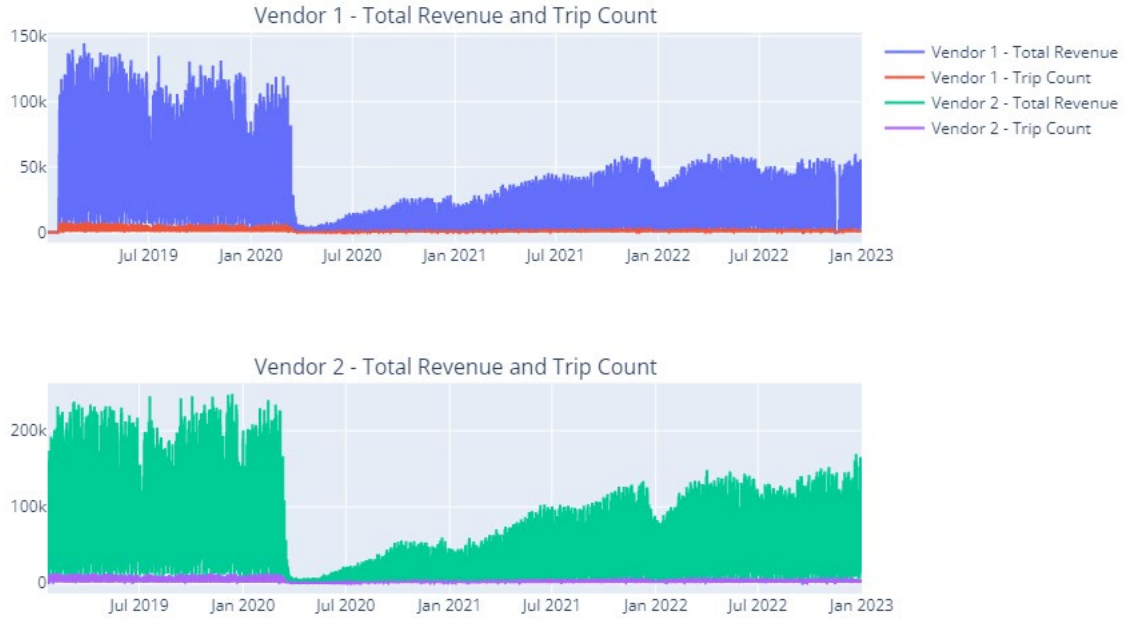 Vendor 1 - Total Revenue and Trip Count
150k
100k
50k
0
Jul 2019 Jan 2020 Jul 2020 Jan 2021 Jul 2021 Jan 2022 Jul 2022 Jan 2023
Vendor 1 - Total Revenue
Vendor 1 - Trip Count
Vendor 2 - Total Revenue
Vendor 2 - Trip Count
Vendor 2 - Total Revenue and Trip Count
200k
100k
0
Jul 2019 Jan 2020 Jul 2020 Jan 2021 Jul 2021 Jan 2022 Jul 2022 Jan 2023